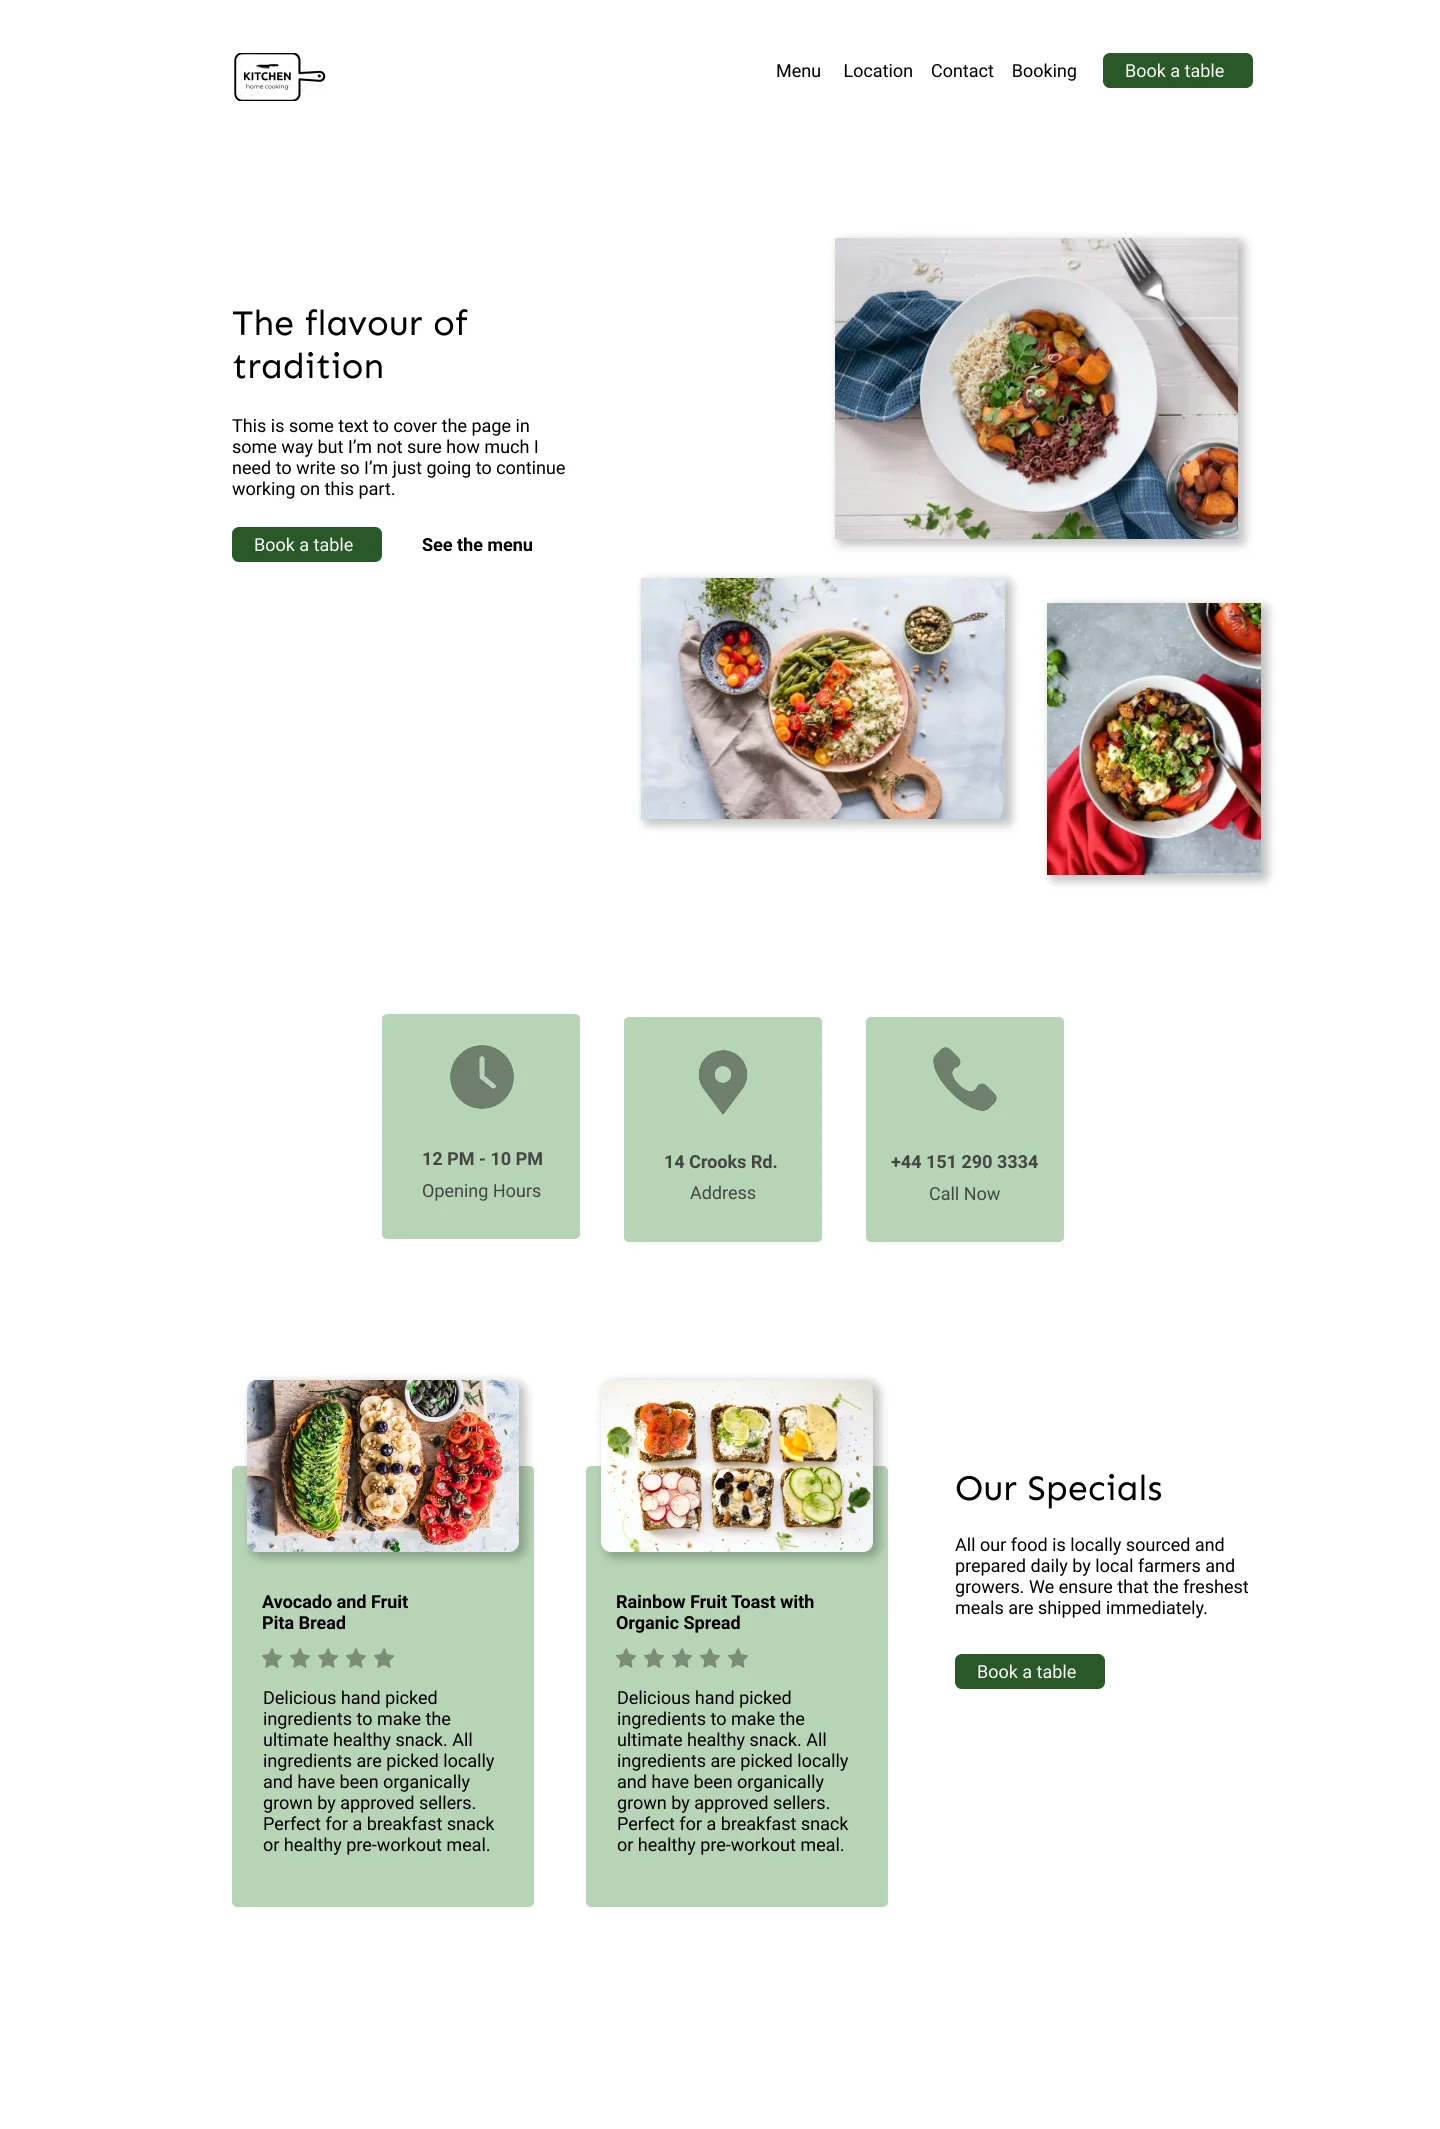 KITCHEN
home cooking
Menu Location Contact Booking Book a table
The flavour of
tradition
This is some text to cover the page in
some way but I’m not sure how much I
need to write so I’m just going to continue
working on this part.
Book a table See the menu
12 PM - 10 PM
Opening Hours
14 Crooks Rd.
Address
+44 151 290 3334
Call Now
Avocado and Fruit
Pita Bread
Delicious hand picked
ingredients to make the
ultimate healthy snack. All
ingredients are picked locally
and have been organically
grown by approved sellers.
Perfect for a breakfast snack
or healthy pre-workout meal.
Rainbow Fruit Toast with
Organic Spread
Delicious hand picked
ingredients to make the
ultimate healthy snack. All
ingredients are picked locally
and have been organically
grown by approved sellers.
Perfect for a breakfast snack
or healthy pre-workout meal.
Our Specials
All our food is locally sourced and
prepared daily by local farmers and
growers. We ensure that the freshest
meals are shipped immediately.
Book a table